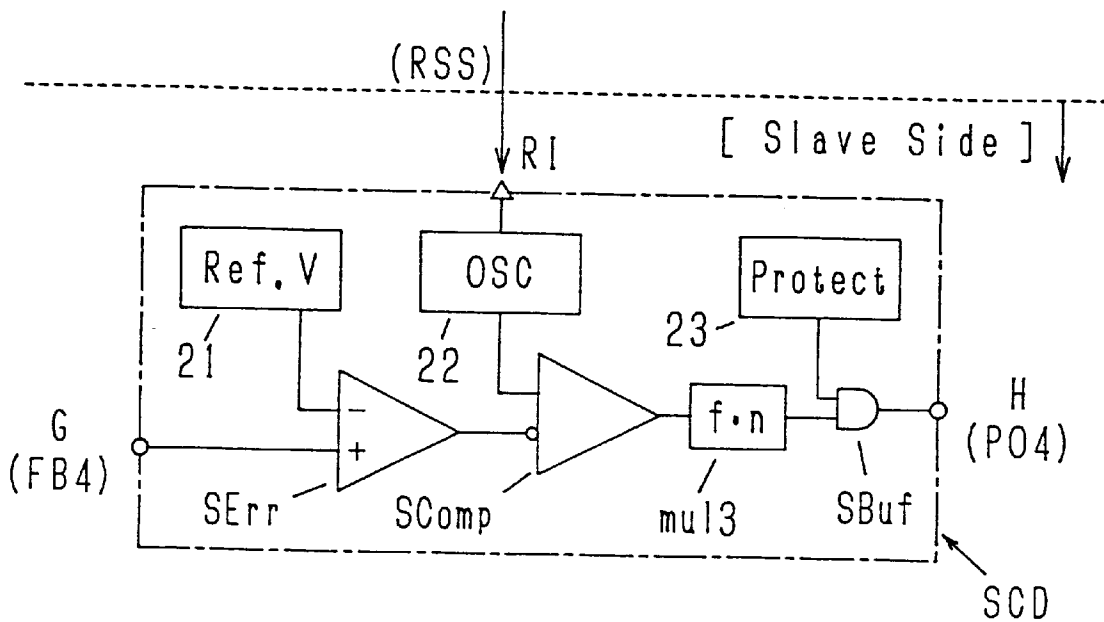 (RSS)
[ Slave Side ]
RI
Ref.V
OSC
Protect
21
22
23
G
(FB4)
−
+
f·n
H
(PO4)
SErr
SComp
mul3
SBuf
SCD